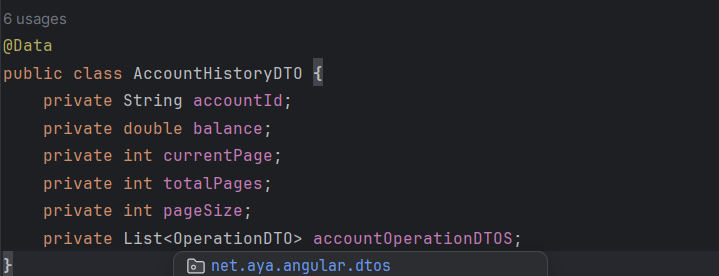 6 usages
@Data
public class AccountHistoryDTO {
    private String accountId;
    private double balance;
    private int currentPage;
    private int totalPages;
    private int pageSize;
    private List<OperationDTO> accountOperationDTOS;
}
net.aya.angular.dtos